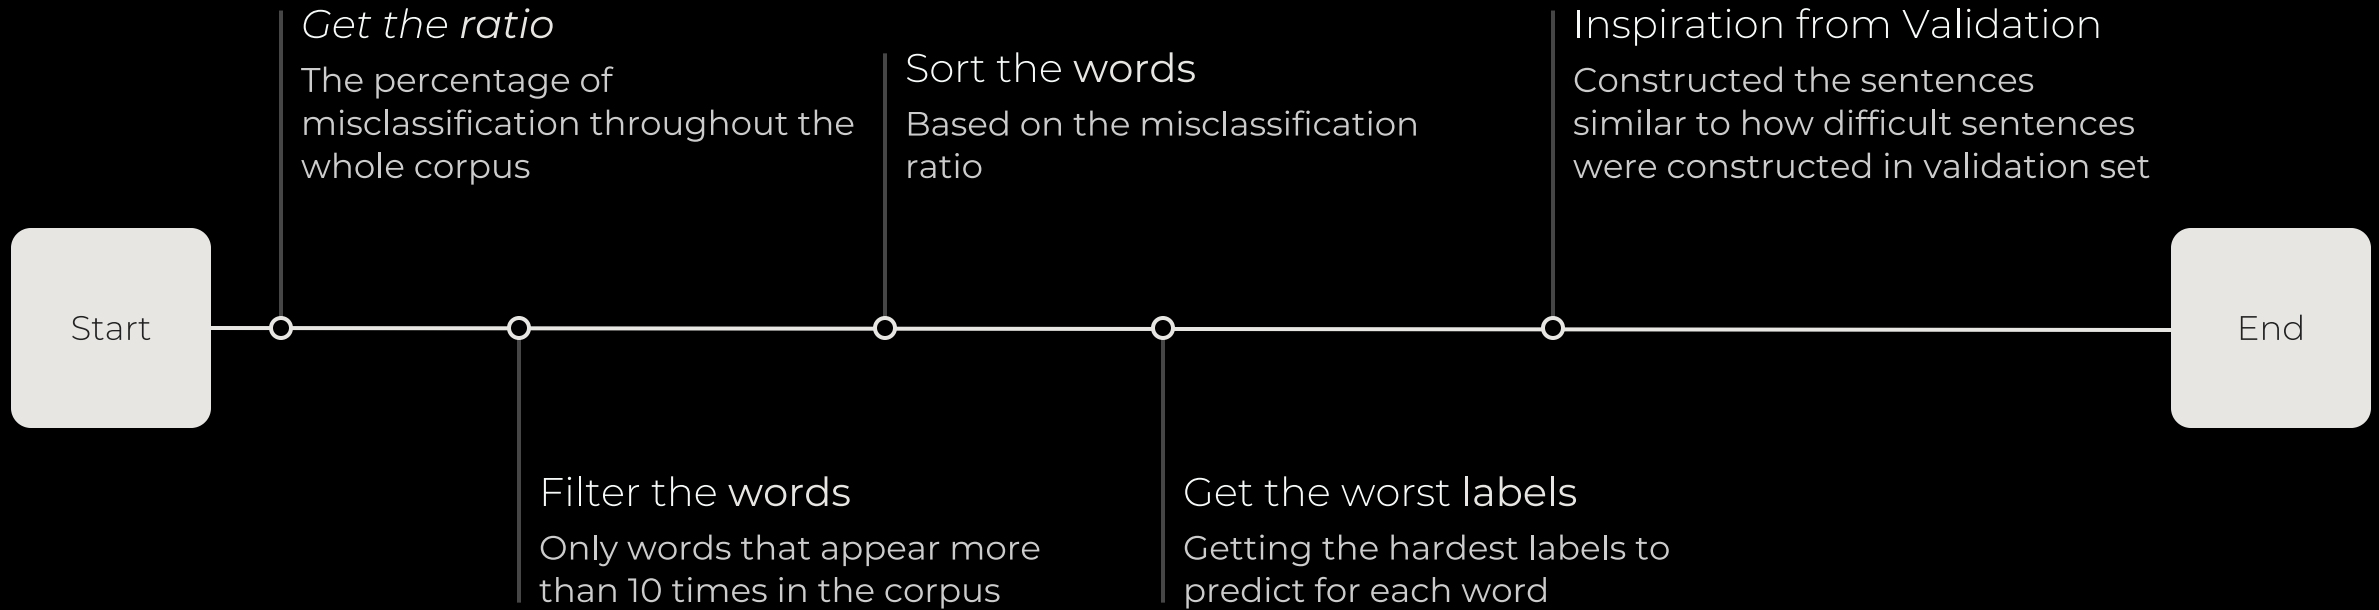 Start
Get the ratio
The percentage of
misclassification throughout the
whole corpus
Filter the words
Only words that appear more
than 10 times in the corpus
Sort the words
Based on the misclassification
ratio
Get the worst labels
Getting the hardest labels to
predict for each word
Inspiration from Validation
Constructed the sentences
similar to how difficult sentences
were constructed in validation set
End